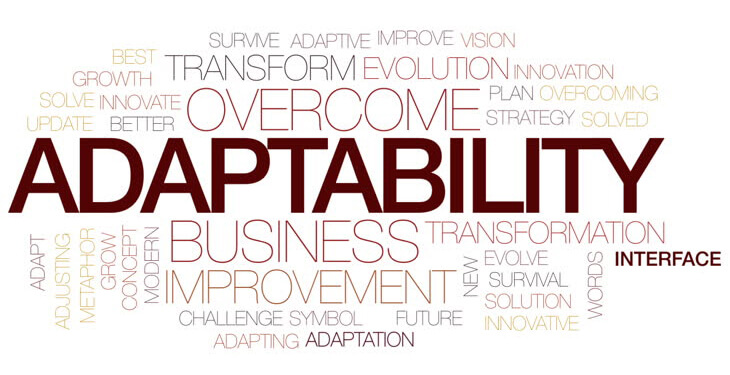 SURVIVE ADAPTIVE IMPROVE VISION
BEST TRANSFORM EVOLUTION INNOVATION
GROWTH
SOLVE INNOVATE OVERCOME PLAN OVERCOMING
UPDATE BETTER STRATEGY SOLVED
ADAPTABILITY
ADAPT
ADJUSTING
METAPHOR
GROW
CONCEPT
MODERN
BUSINESS TRANSFORMATION
IMPROVEMENT
NEW
EVOLVE
SURVIVAL
SOLUTION
INNOVATIVE
WORDS
INTERFACE
CHALLENGE SYMBOL FUTURE
ADAPTING ADAPTATION